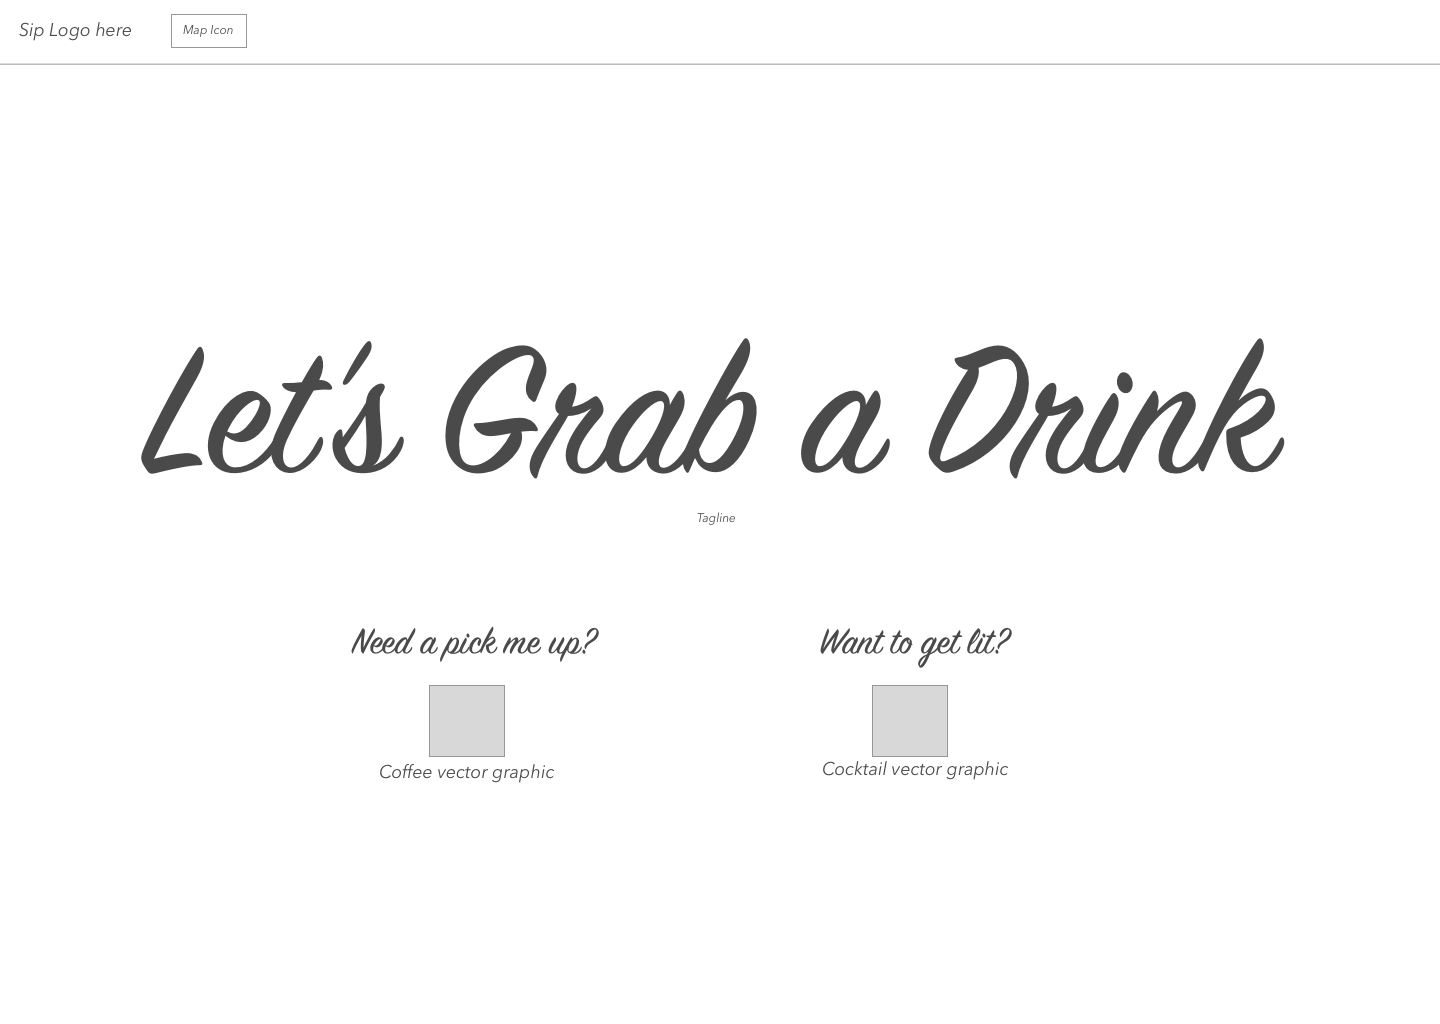 Sip Logo here
Map Icon
Let's Grab a Drink
Tagline
Need a pick me up?
Want to get lit?
Coffee vector graphic
Cocktail vector graphic